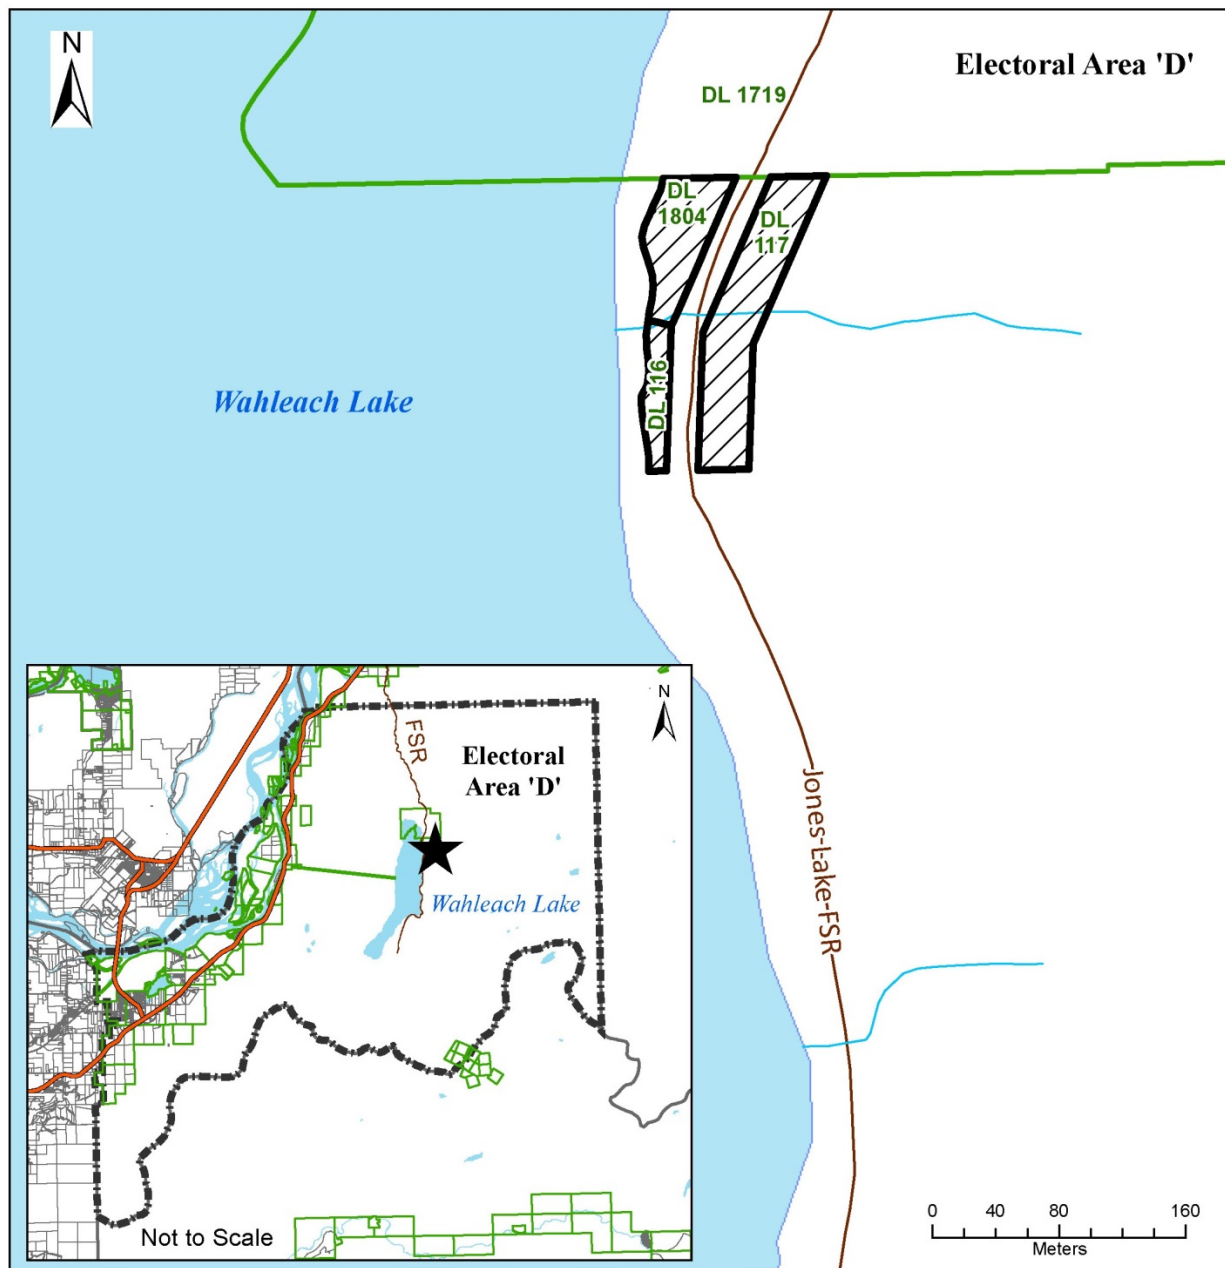 N
Electoral Area 'D'
DL 1719
DL
1804
DL
117
DL 116
Wahleach Lake
Jones-Lake-FSR
N
FSR
Electoral
Area 'D'
Wahleach Lake
Not to Scale
0 40 80 160
Meters